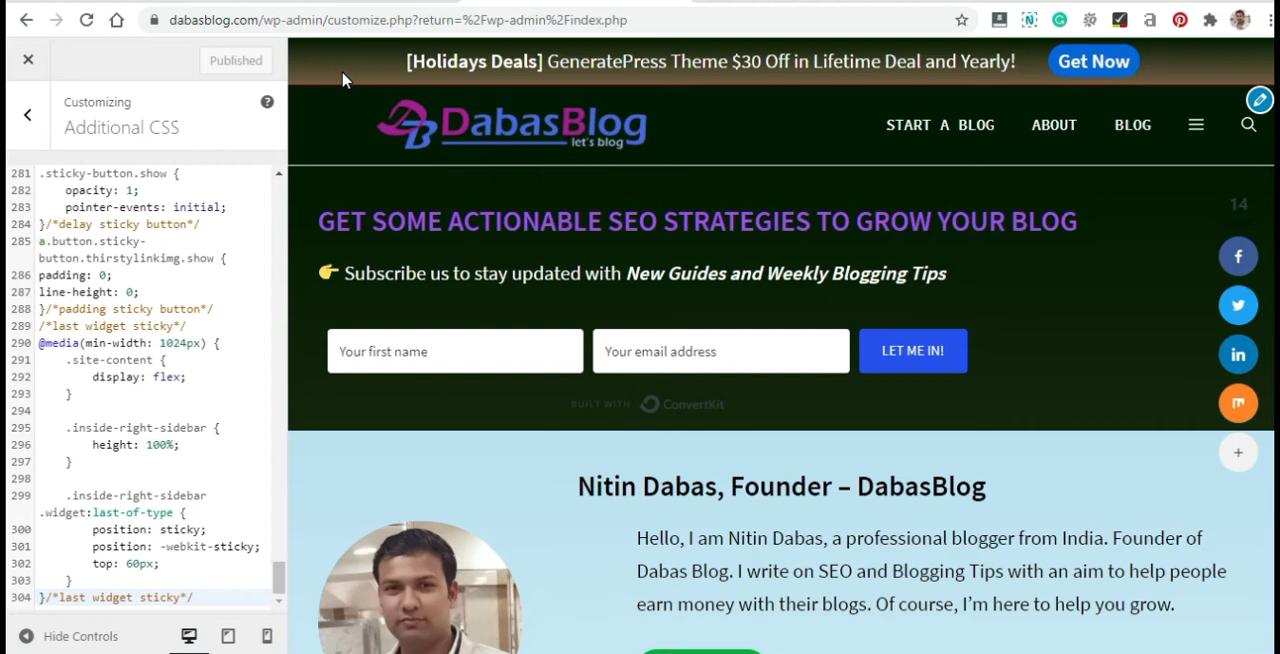 dabasblog.com/wp-admin/customize.php?return=%2Fwp-admin%2Findex.php
Published
Customizing
Additional CSS
281 .sticky-button.show {
282 opacity: 1;
283 pointer-events: initial;
284 }/*delay sticky button*/
285 a.button.sticky-
button.thirstylinkimg.show {
286 padding: 0;
287 line-height: 0;
288 }/*padding sticky button*/
289 /*last widget sticky*/
290 @media(min-width: 1024px) {
291 .site-content {
292 display: flex;
293 }
294
295 .inside-right-sidebar {
296 height: 100%;
297 }
298
299 .inside-right-sidebar
.widget:last-of-type {
300 position: sticky;
301 position: -webkit-sticky;
302 top: 60px;
303 }
304 }/*last widget sticky*/
Hide Controls
[Holidays Deals] GeneratePress Theme $30 Off in Lifetime Deal and Yearly! Get Now
DabasBlog
let's blog
START A BLOG ABOUT BLOG
GET SOME ACTIONABLE SEO STRATEGIES TO GROW YOUR BLOG
👉 Subscribe us to stay updated with New Guides and Weekly Blogging Tips
Your first name Your email address LET ME IN!
BUILT WITH ConvertKit
14
Nitin Dabas, Founder – DabasBlog
Hello, I am Nitin Dabas, a professional blogger from India. Founder of
Dabas Blog. I write on SEO and Blogging Tips with an aim to help people
earn money with their blogs. Of course, I'm here to help you grow.